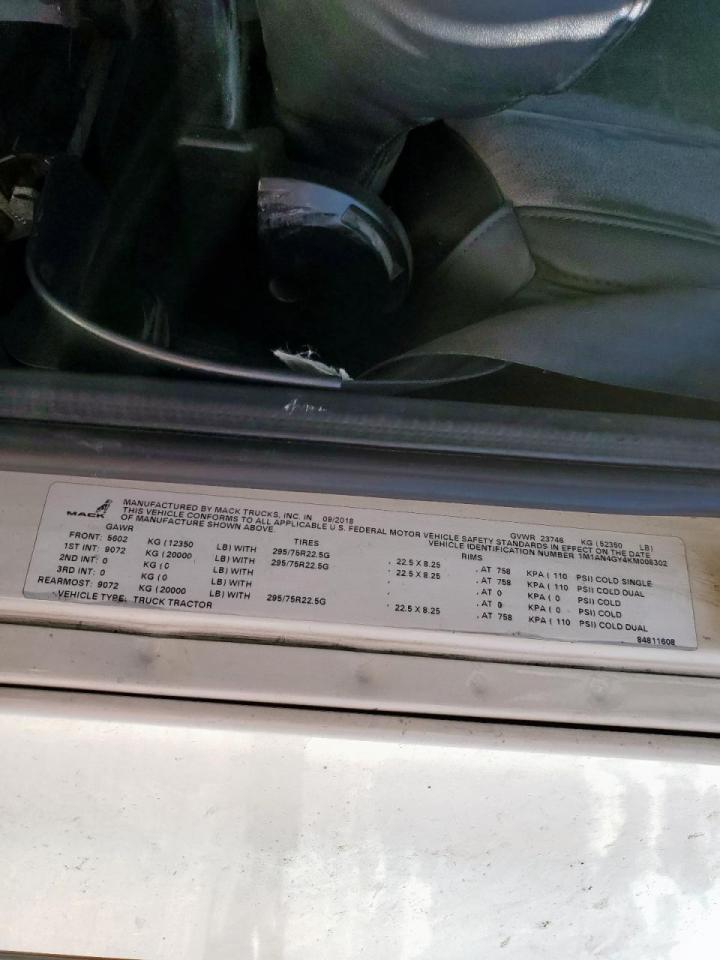 MACK
MANUFACTURED BY MACK TRUCKS, INC. IN 09/2018
THIS VEHICLE CONFORMS TO ALL APPLICABLE U.S. FEDERAL MOTOR VEHICLE SAFETY STANDARDS IN EFFECT ON THE DATE
OF MANUFACTURE SHOWN ABOVE.
GVWR 23746 KG (52350 LB)
VEHICLE IDENTIFICATION NUMBER 1M1AN4GY4KM008302
GAWR TIRES RIMS
FRONT: 5602 KG (12350 LB) WITH 295/75R22.5G , 22.5 X 8.25 , AT 758 KPA ( 110 PSI) COLD SINGLE
1ST INT: 9072 KG (20000 LB) WITH 295/75R22.5G , 22.5 X 8.25 , AT 758 KPA ( 110 PSI) COLD DUAL
2ND INT: 0 KG (0 LB) WITH , , AT 0 KPA ( 0 PSI) COLD
3RD INT: 0 KG (0 LB) WITH , , AT 0 KPA ( 0 PSI) COLD
REARMOST: 9072 KG (20000 LB) WITH 295/75R22.5G , 22.5 X 8.25 , AT 758 KPA ( 110 PSI) COLD DUAL
VEHICLE TYPE: TRUCK TRACTOR
84811608